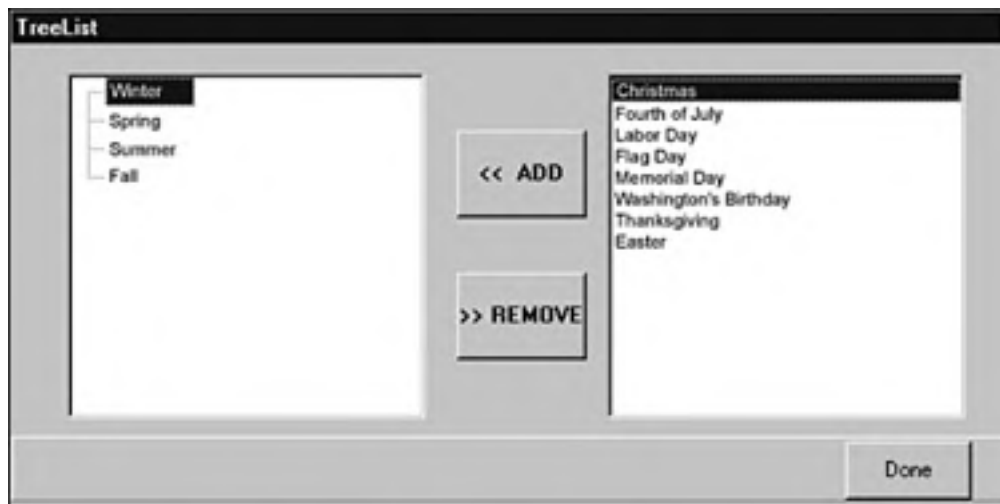 TreeList
Winter
Spring
Summer
Fall
<< ADD
>> REMOVE
Christmas
Fourth of July
Labor Day
Flag Day
Memorial Day
Washington's Birthday
Thanksgiving
Easter
Done